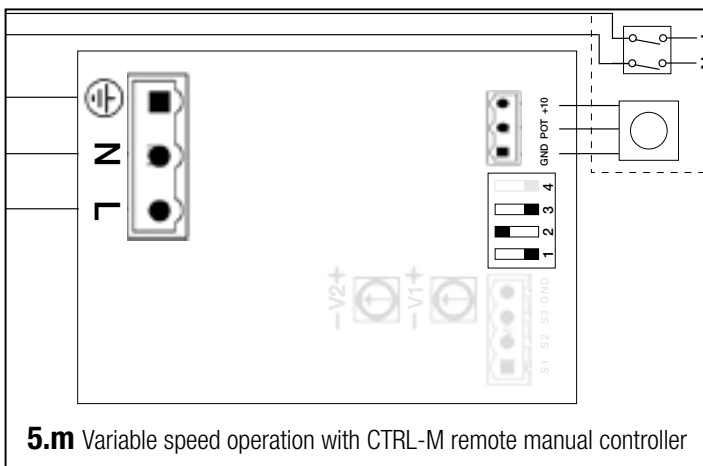 N
L
GND POT +10
4
3
2
1
-V2+
-V1+
S1 S2 S3 GND
5.m Variable speed operation with CTRL-M remote manual controller